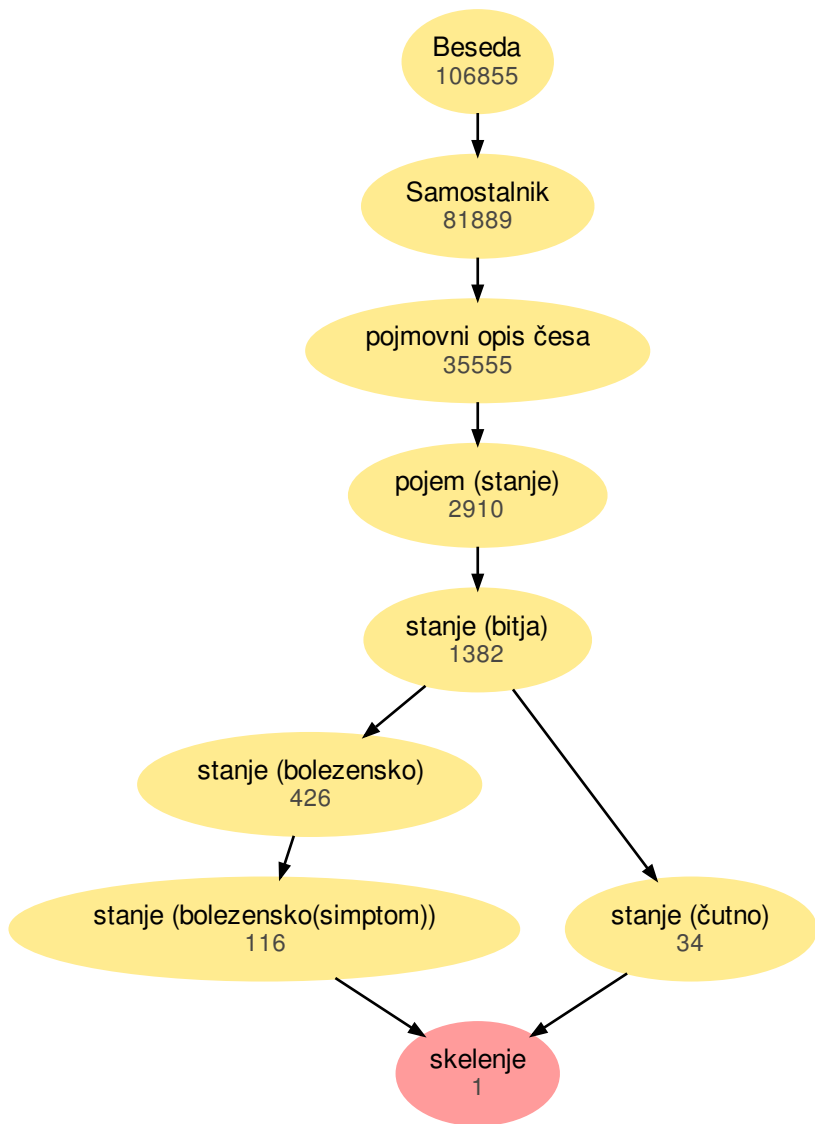 Beseda
106855
Samostalnik
81889
pojmovni opis česa
35555
pojem (stanje)
2910
stanje (bitja)
1382
stanje (bolezensko)
426
stanje (bolezensko(simptom))
116
stanje (čutno)
34
skelenje
1